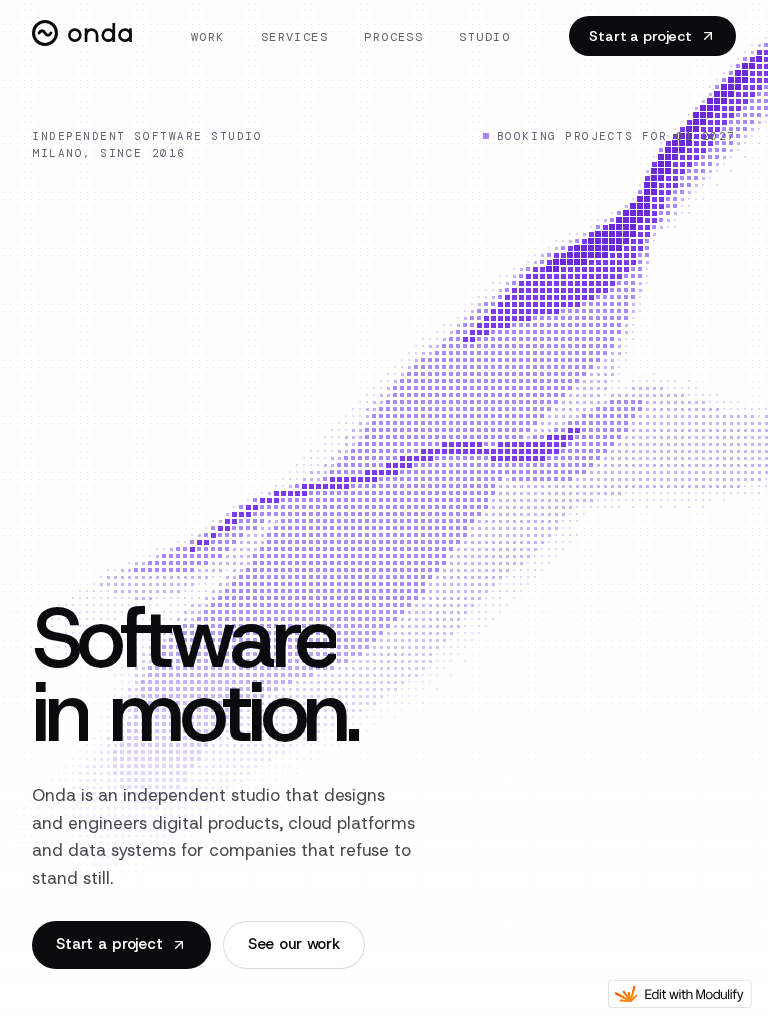 onda
WORK SERVICES PROCESS STUDIO
Start a project
INDEPENDENT SOFTWARE STUDIO
MILANO, SINCE 2016
BOOKING PROJECTS FOR 2027
Software
in motion.
Onda is an independent studio that designs
and engineers digital products, cloud platforms
and data systems for companies that refuse to
stand still.
Start a project
See our work
Edit with Modulify